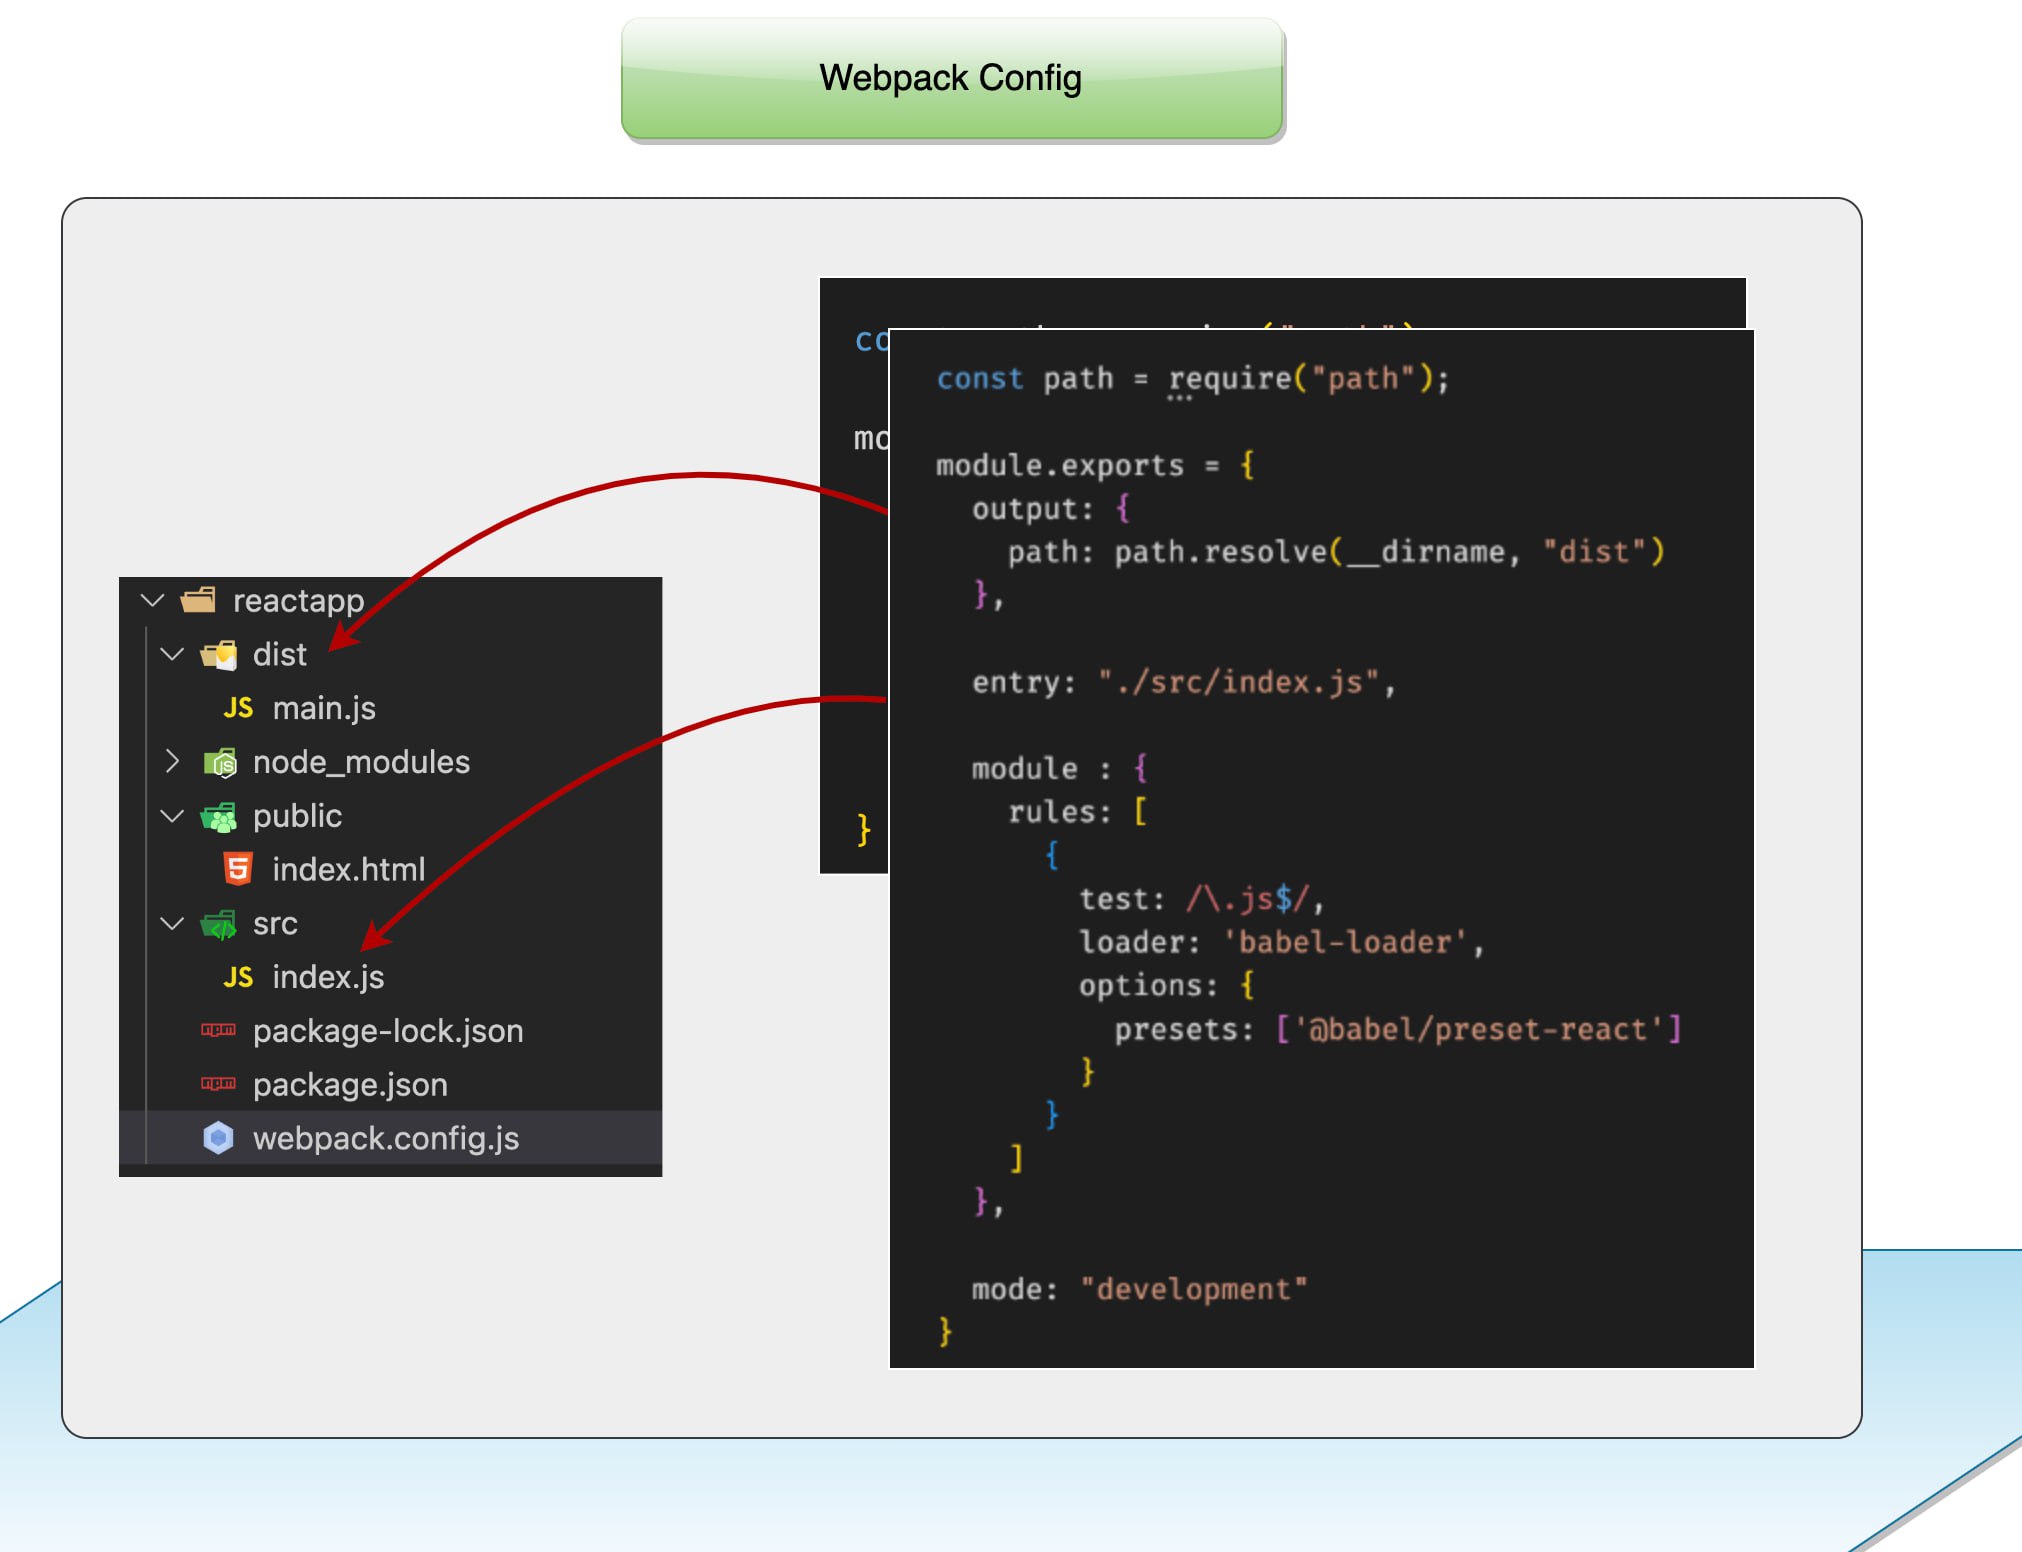 Webpack Config
reactapp
dist
JS main.js
node_modules
public
index.html
src
JS index.js
package-lock.json
package.json
webpack.config.js
co
mo
}
const path = require("path");
module.exports = {
output: {
path: path.resolve(__dirname, "dist")
},
entry: "./src/index.js",
module : {
rules: [
{
test: /\.js$/,
loader: 'babel-loader',
options: {
presets: ['@babel/preset-react']
}
}
]
},
mode: "development"
}